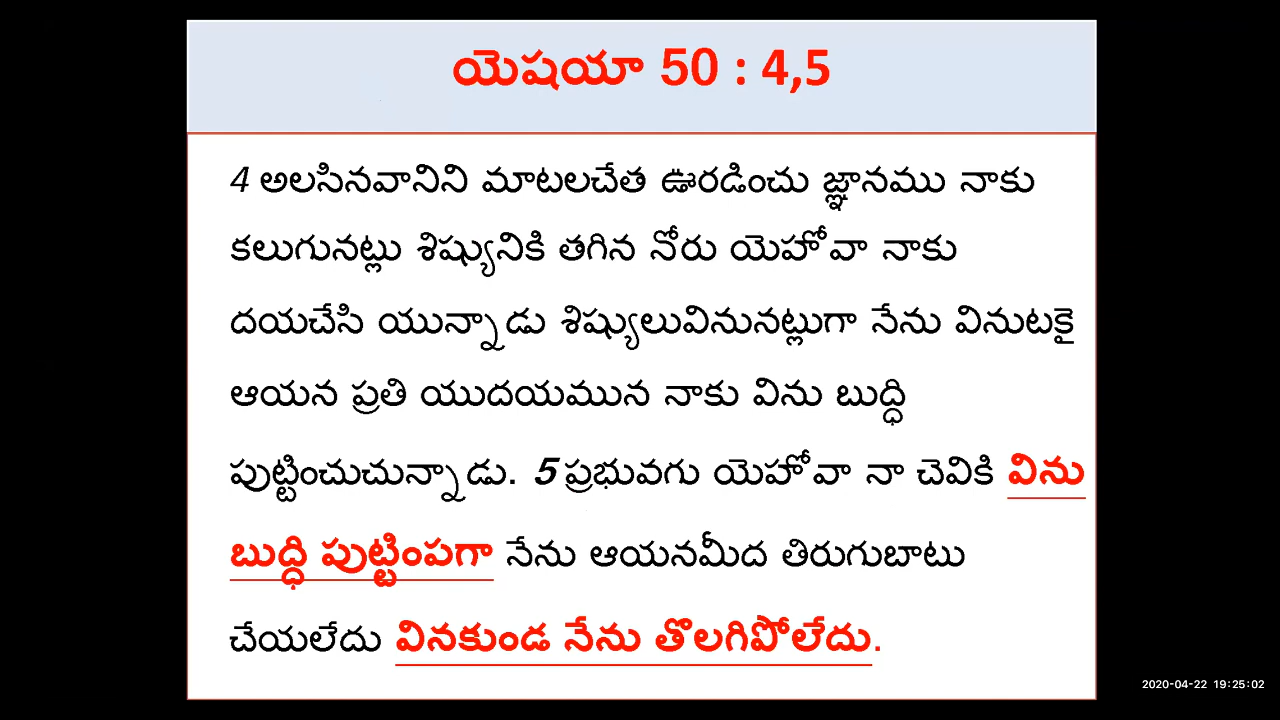 యెషయా 50 : 4,5
4 అలసినవానిని మాటలచేత ఊరడించు జ్ఞానము నాకు
కలుగునట్లు శిష్యునికి తగిన నోరు యెహోవా నాకు
దయచేసి యున్నాడు శిష్యులువినునట్లుగా నేను వినుటకై
ఆయన ప్రతి యుదయమున నాకు విను బుద్ధి
పుట్టించుచున్నాడు. 5 ప్రభువగు యెహోవా నా చెవికి విను
బుద్ధి పుట్టింపగా నేను ఆయనమీద తిరుగుబాటు
చేయలేదు వినకుండ నేను తొలగిపోలేదు.
2020-04-22 19:25:02